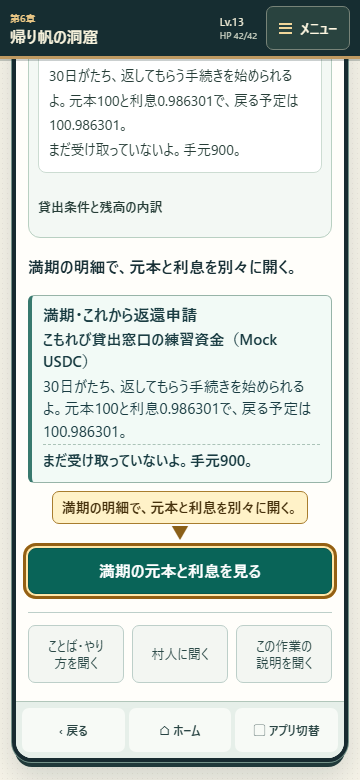 第6章
帰り帆の洞窟
Lv.13
HP 42/42
メニュー
30日がたち、返してもらう手続きを始められる
よ。元本100と利息0.986301で、戻る予定は
100.986301。
まだ受け取っていないよ。手元900。
貸出条件と残高の内訳
満期の明細で、元本と利息を別々に開く。
満期・これから返還申請
こもれび貸出窓口の練習資金（Mock
USDC）
30日がたち、返してもらう手続きを始められる
よ。元本100と利息0.986301で、戻る予定は
100.986301。
まだ受け取っていないよ。手元900。
満期の明細で、元本と利息を別々に開く。
満期の元本と利息を見る
ことば・やり
方を聞く
村人に聞く
この作業の
説明を聞く
‹ 戻る
ホーム
アプリ切替